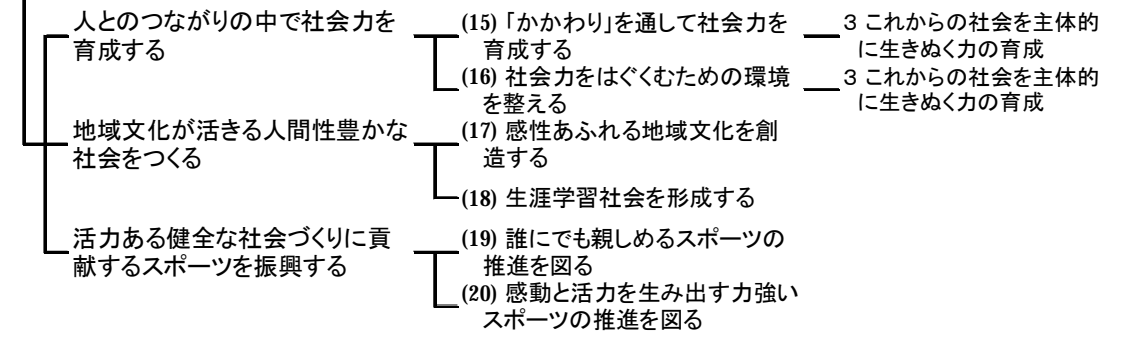 人とのつながりの中で社会力を
育成する
(15) 「かかわり」を通して社会力を
育成する
3 これからの社会を主体的
に生きぬく力の育成
(16) 社会力をはぐくむための環境
を整える
3 これからの社会を主体的
に生きぬく力の育成
地域文化が活きる人間性豊かな
社会をつくる
(17) 感性あふれる地域文化を創
造する
(18) 生涯学習社会を形成する
活力ある健全な社会づくりに貢
献するスポーツを振興する
(19) 誰にでも親しめるスポーツの
推進を図る
(20) 感動と活力を生み出す力強い
スポーツの推進を図る